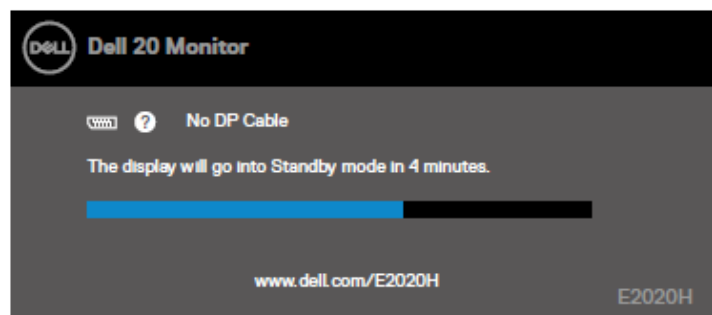 DELL Dell 20 Monitor
? No DP Cable
The display will go into Standby mode in 4 minutes.
www.dell.com/E2020H
E2020H